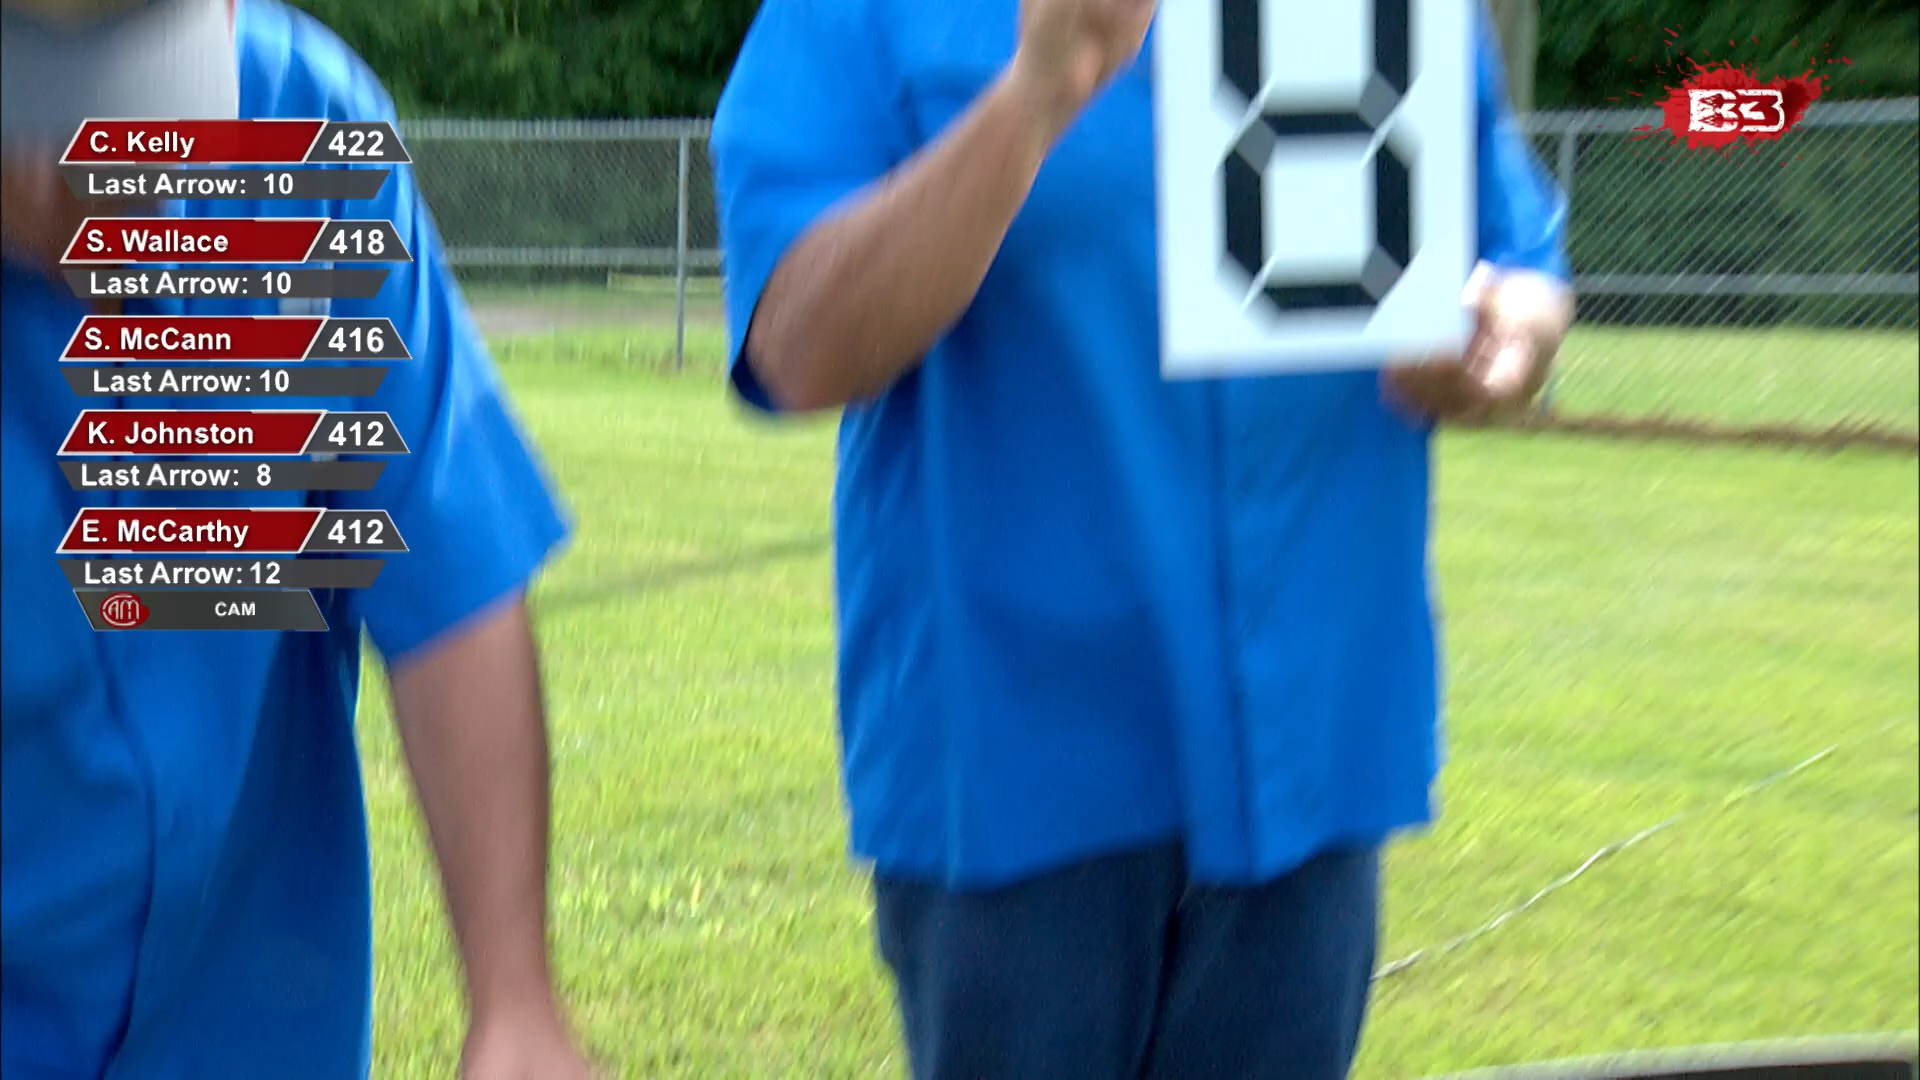 C. Kelly 422
Last Arrow: 10
S. Wallace 418
Last Arrow: 10
S. McCann 416
Last Arrow: 10
K. Johnston 412
Last Arrow: 8
E. McCarthy 412
Last Arrow: 12
CAM CAM
8
B3